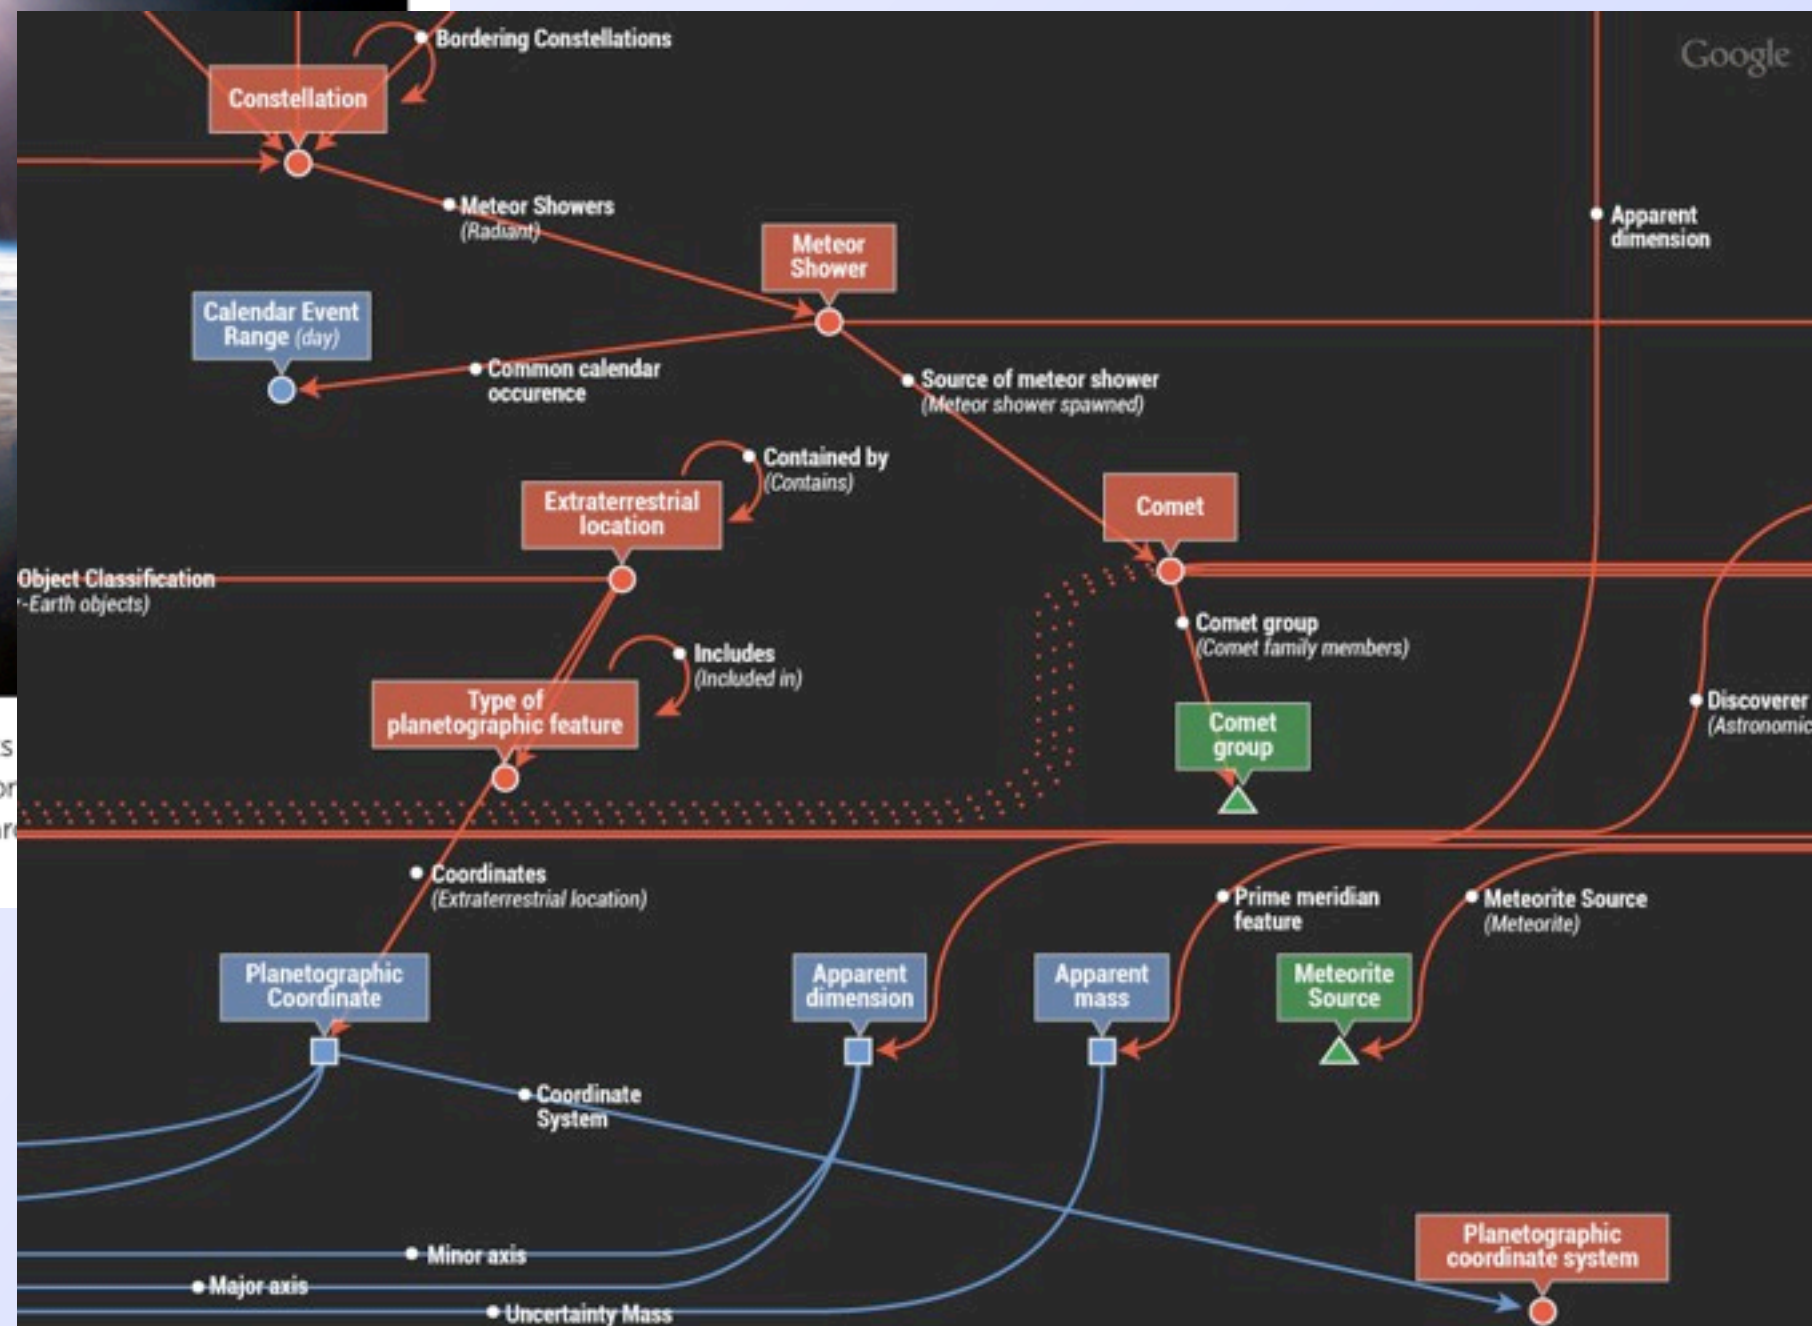 Bordering Constellations
Google
Constellation
Meteor Showers
(Radiant)
Apparent
dimension
Meteor
Shower
Calendar Event
Range (day)
Common calendar
occurence
Source of meteor shower
(Meteor shower spawned)
Contained by
(Contains)
Extraterrestrial
location
Comet
Object Classification
-Earth objects)
Comet group
(Comet family members)
Includes
(Included in)
Type of
planetographic feature
Comet
group
Discoverer
(Astronomic
Coordinates
(Extraterrestrial location)
Prime meridian
feature
Meteorite Source
(Meteorite)
Planetographic
Coordinate
Apparent
dimension
Apparent
mass
Meteorite
Source
Coordinate
System
Minor axis
Major axis
Uncertainty Mass
Planetographic
coordinate system